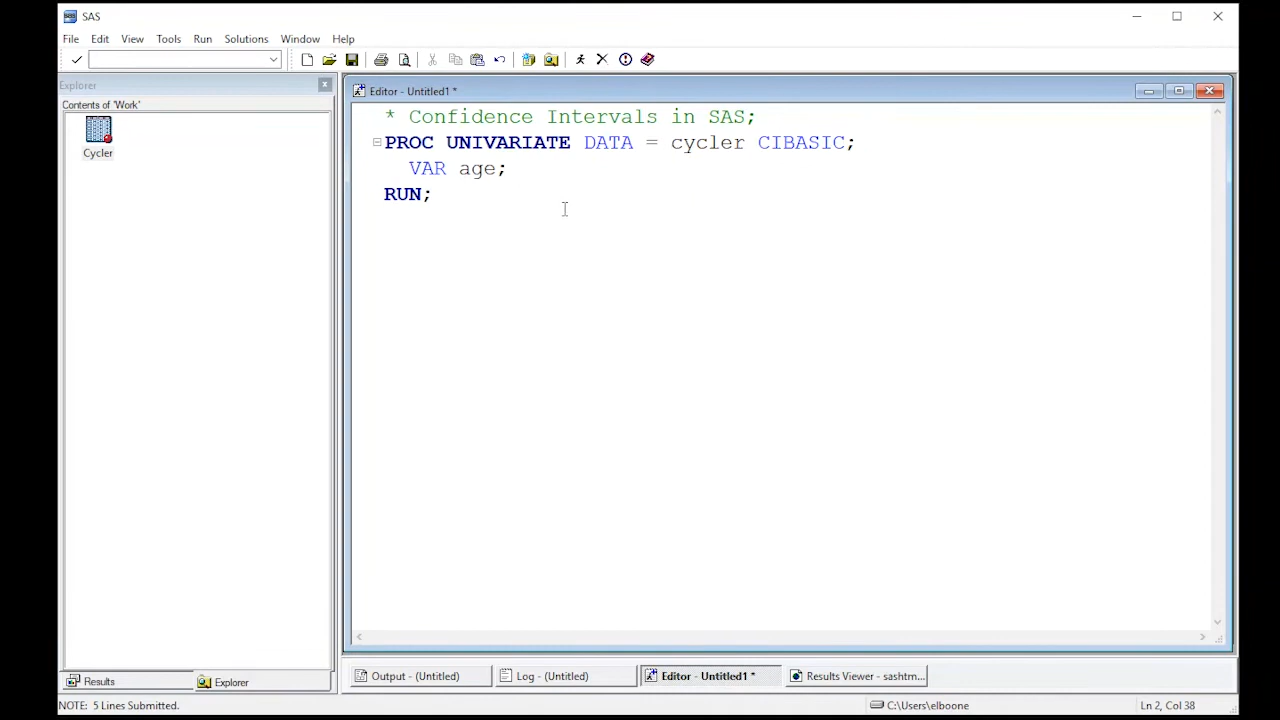 SAS
File Edit View Tools Run Solutions Window Help
Explorer
Contents of 'Work'
Cycler
Editor - Untitled1 *
* Confidence Intervals in SAS;
PROC UNIVARIATE DATA = cycler CIBASIC;
VAR age;
RUN;
Results
Explorer
Output - (Untitled)
Log - (Untitled)
Editor - Untitled1 *
Results Viewer - sashtm...
NOTE: 5 Lines Submitted.
C:\Users\elboone
Ln 2, Col 38